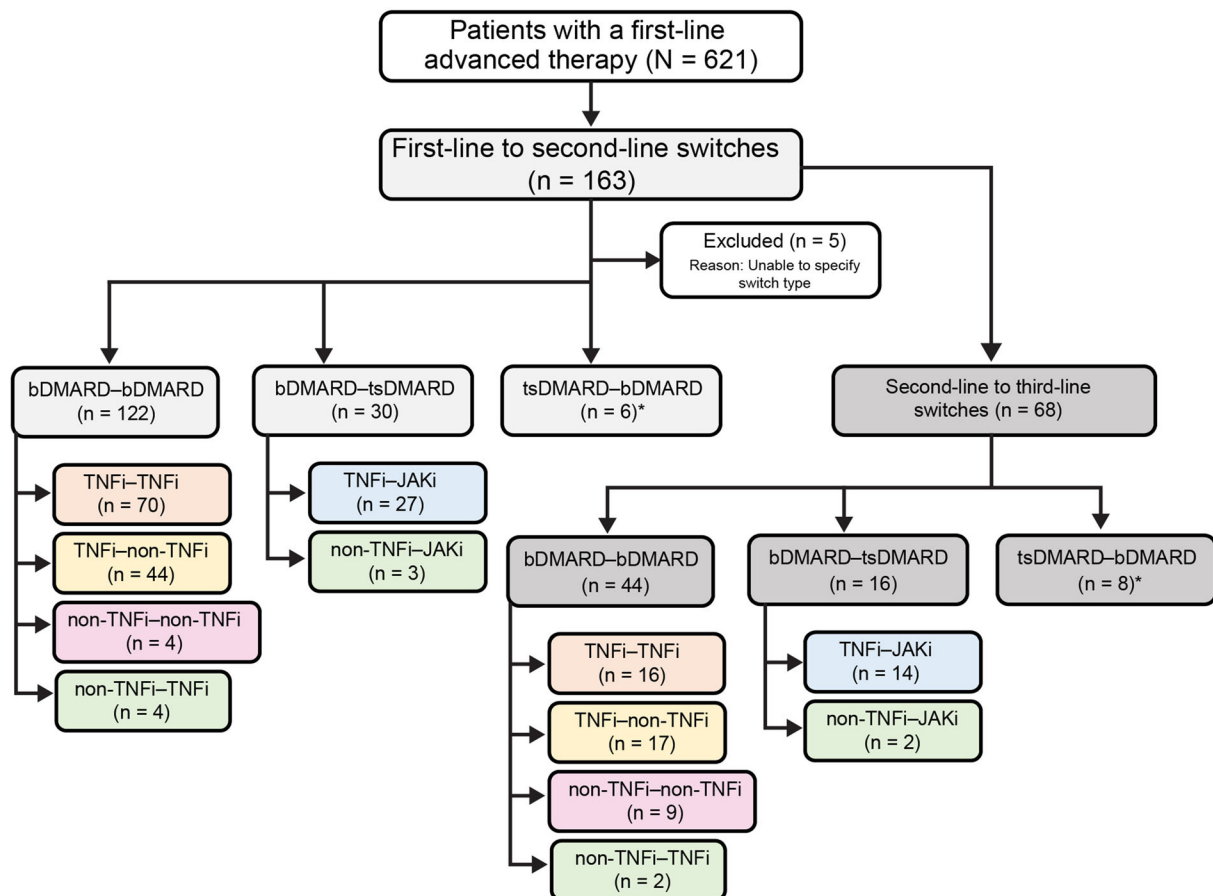 Patients with a first-line
advanced therapy (N = 621)
First-line to second-line switches
(n = 163)
Excluded (n = 5)
Reason: Unable to specify
switch type
bDMARD–bDMARD
(n = 122)
bDMARD–tsDMARD
(n = 30)
tsDMARD–bDMARD
(n = 6)*
Second-line to third-line
switches (n = 68)
TNFi–TNFi
(n = 70)
TNFi–non-TNFi
(n = 44)
non-TNFi–non-TNFi
(n = 4)
non-TNFi–TNFi
(n = 4)
TNFi–JAKi
(n = 27)
non-TNFi–JAKi
(n = 3)
bDMARD–bDMARD
(n = 44)
bDMARD–tsDMARD
(n = 16)
tsDMARD–bDMARD
(n = 8)*
TNFi–TNFi
(n = 16)
TNFi–non-TNFi
(n = 17)
non-TNFi–non-TNFi
(n = 9)
non-TNFi–TNFi
(n = 2)
TNFi–JAKi
(n = 14)
non-TNFi–JAKi
(n = 2)